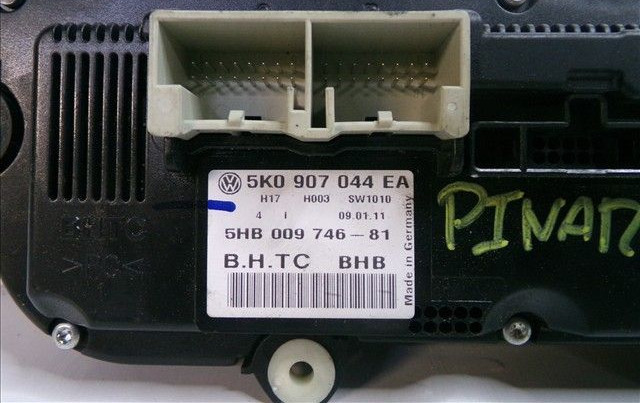 5K0 907 044 EA
H17 H003 SW1010
4 I 09.01.11
5HB 009 746-81
B.H.TC BHB
Made in Germany
PINAR
>PC<